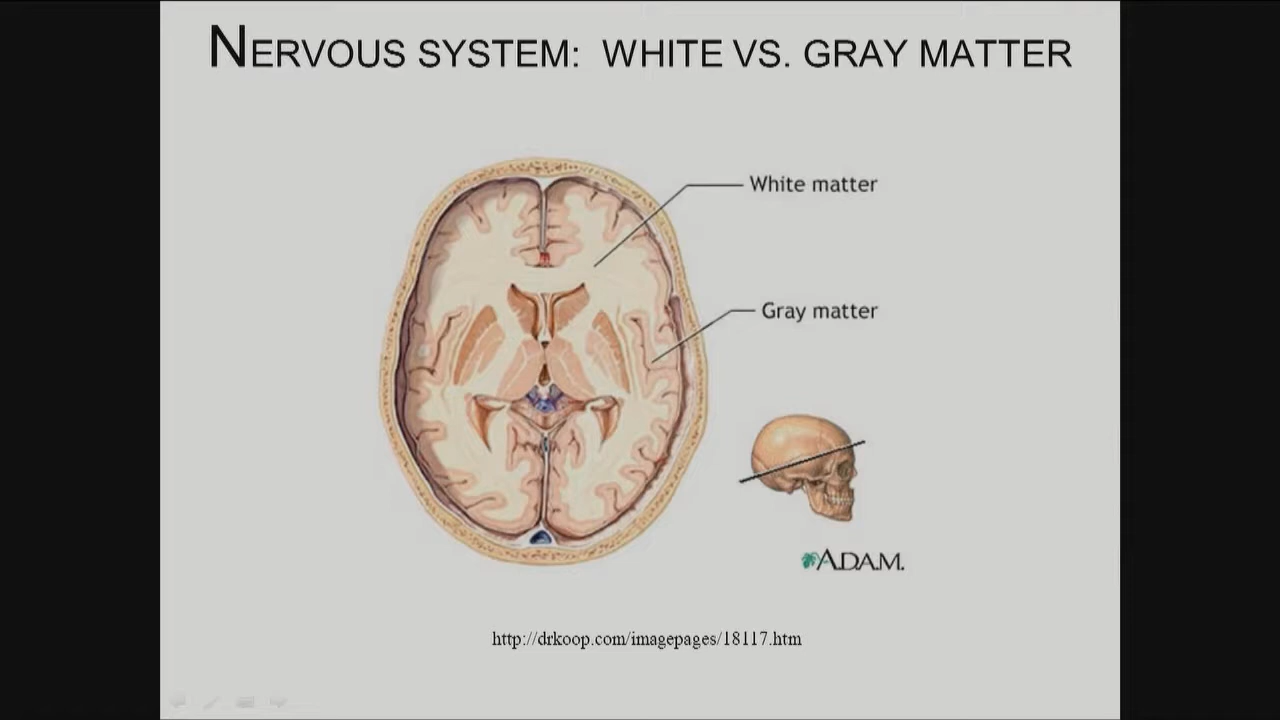 NERVOUS SYSTEM: WHITE VS. GRAY MATTER
White matter
Gray matter
A.D.A.M.
http://drkoop.com/imagepages/18117.htm